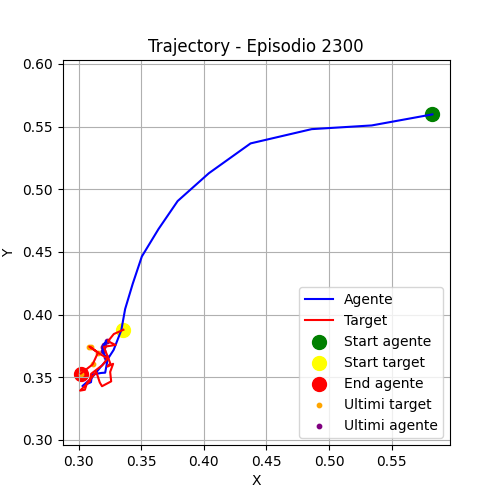 Trajectory - Episodio 2300
0.60
0.55
0.50
0.45
0.40
0.35
0.30
Y
Agente
Target
Start agente
Start target
End agente
Ultimi target
Ultimi agente
0.30 0.35 0.40 0.45 0.50 0.55
X